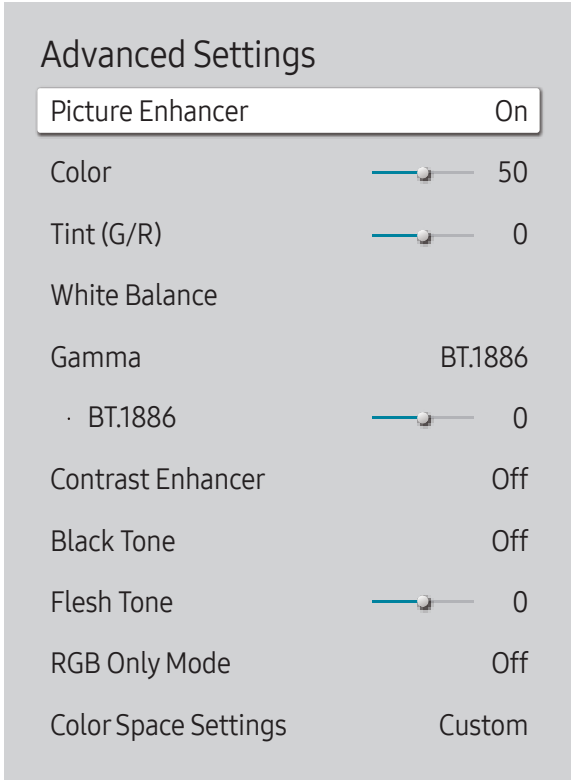 Advanced Settings
Picture Enhancer On
Color 50
Tint (G/R) 0
White Balance
Gamma BT.1886
· BT.1886 0
Contrast Enhancer Off
Black Tone Off
Flesh Tone 0
RGB Only Mode Off
Color Space Settings Custom